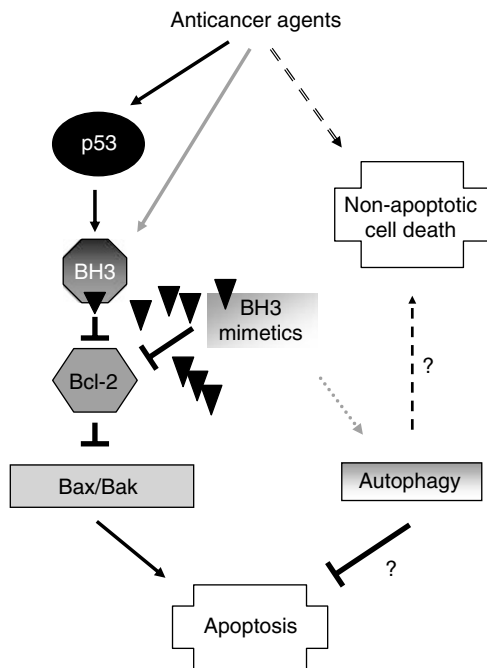 Anticancer agents
p53
Non-apoptotic
cell death
BH3
BH3
mimetics
Bcl-2
?
Bax/Bak
Autophagy
?
Apoptosis